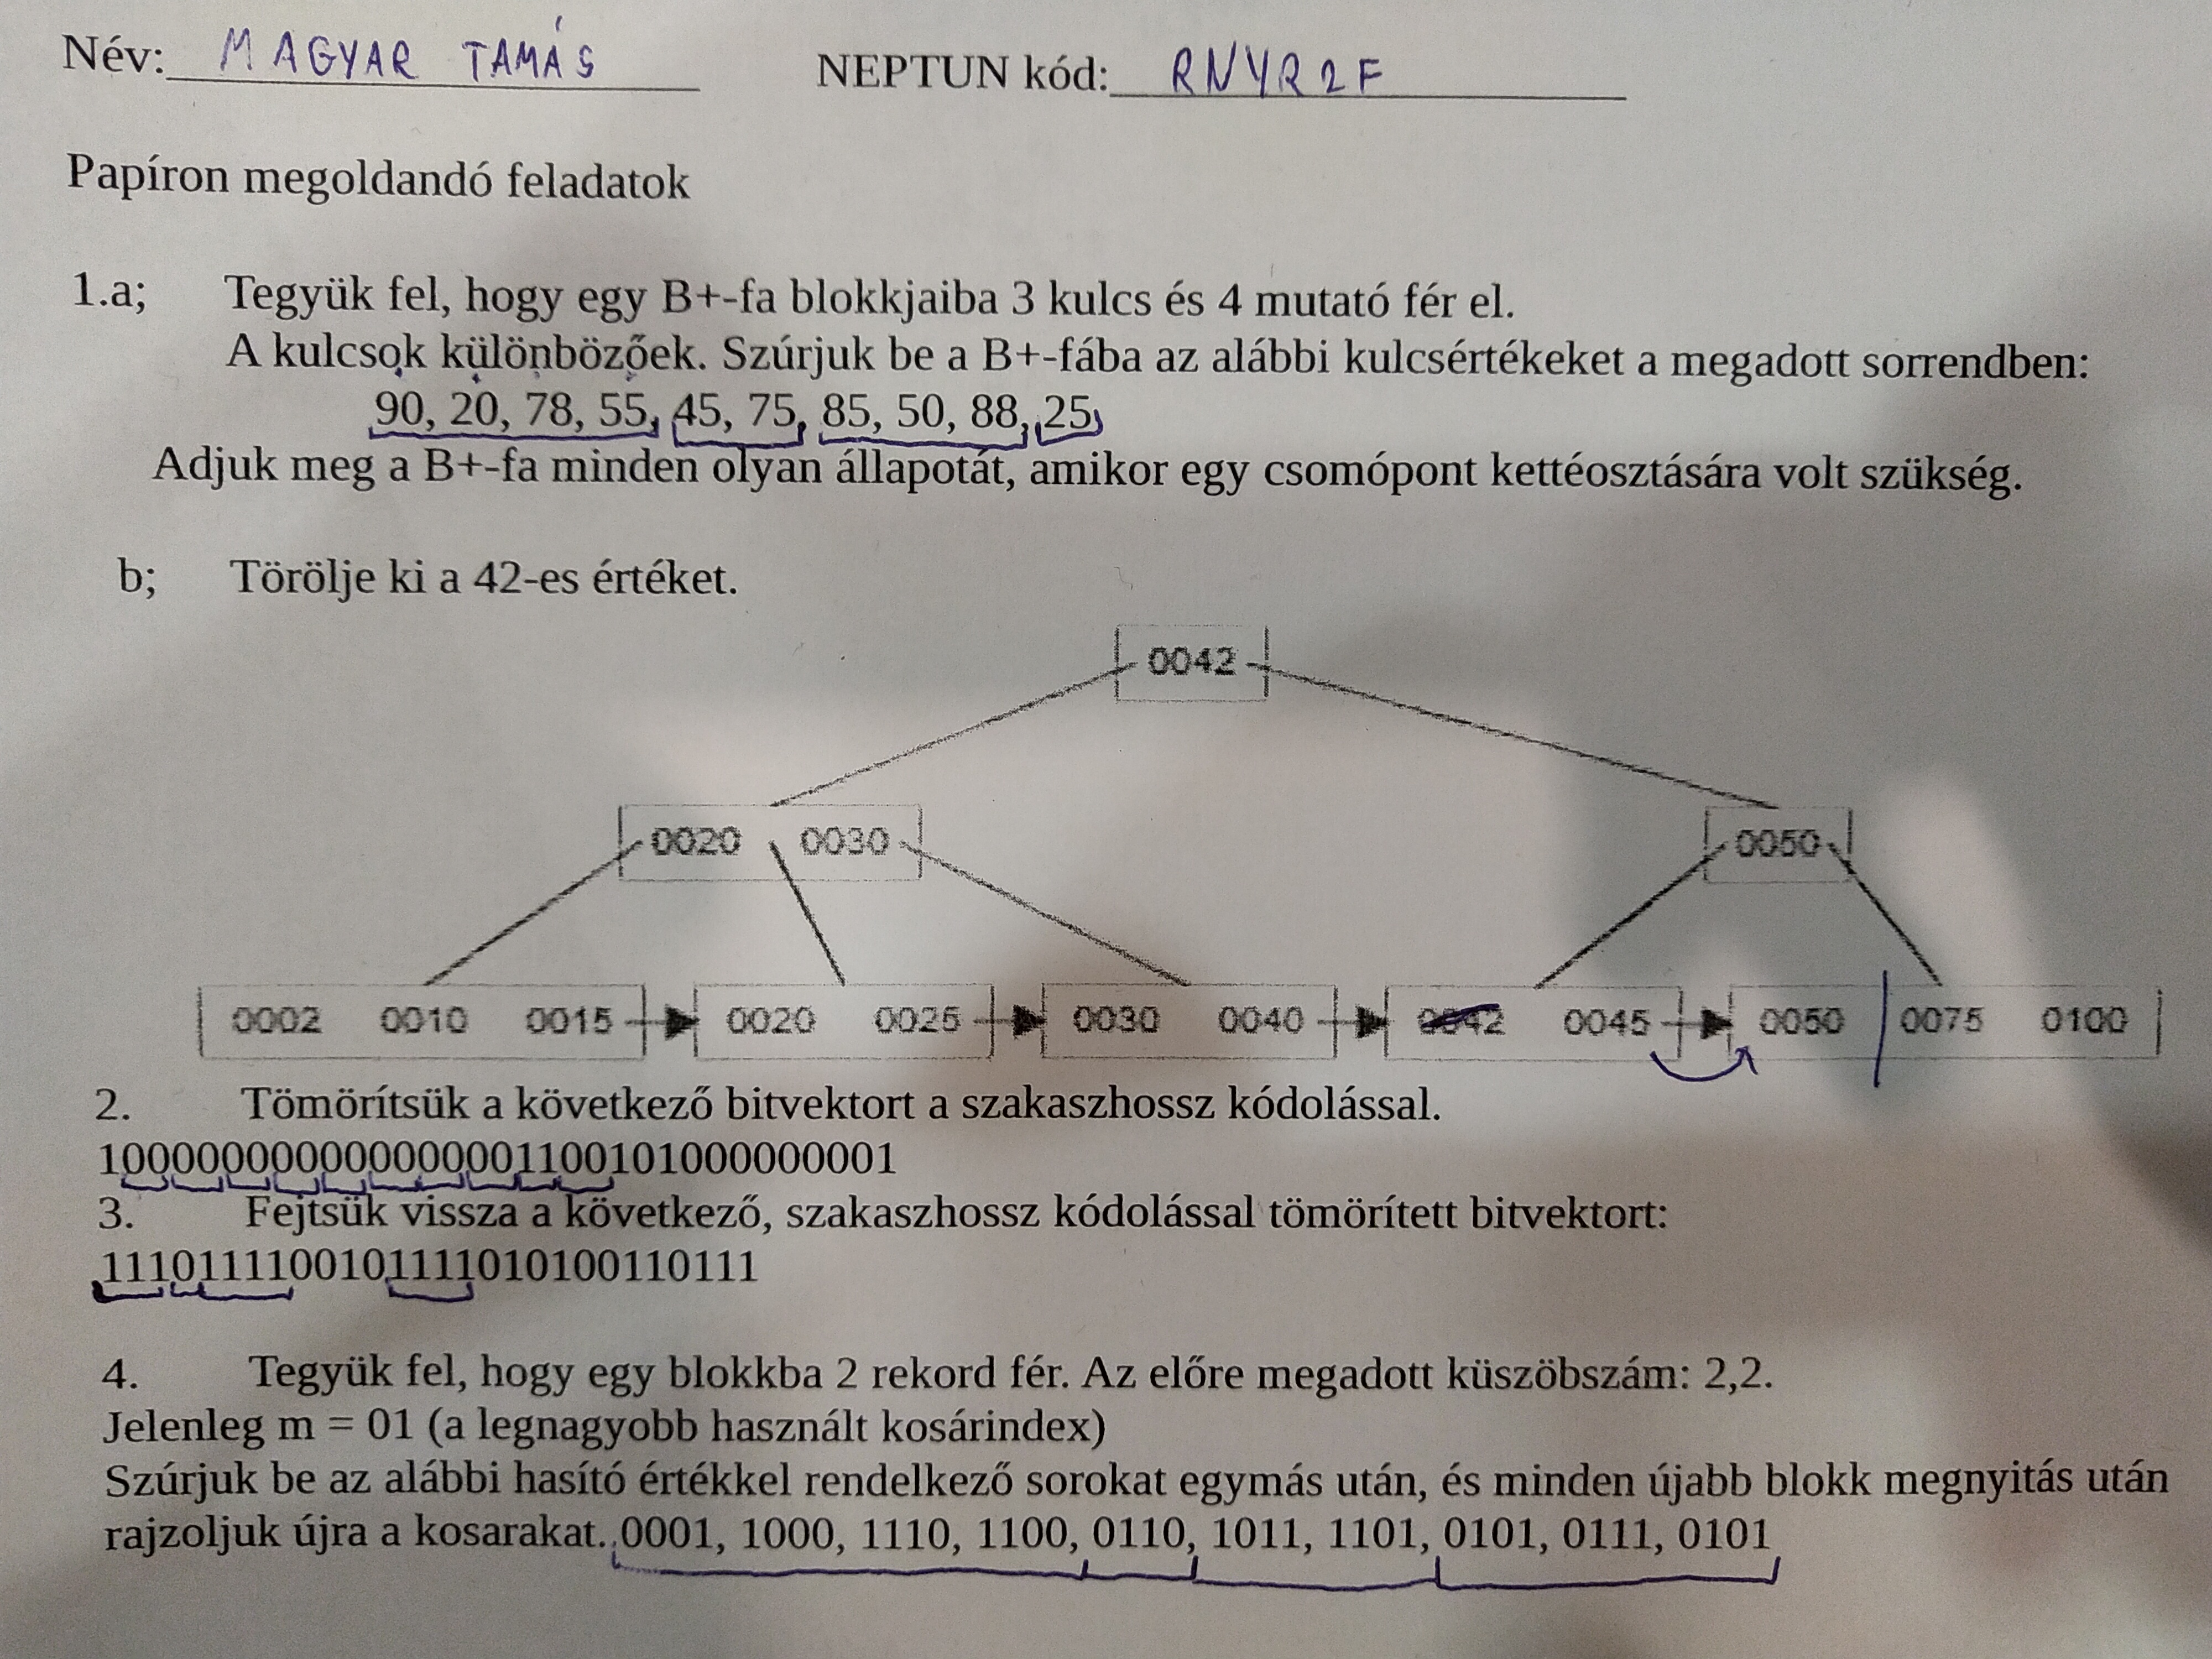 Név: MAGYAR TAMÁS NEPTUN kód: RNYR2F
Papíron megoldandó feladatok
1.a; Tegyük fel, hogy egy B+-fa blokkjaiba 3 kulcs és 4 mutató fér el.
A kulcsok különbözőek. Szúrjuk be a B+-fába az alábbi kulcsértékeket a megadott sorrendben:
90, 20, 78, 55, 45, 75, 85, 50, 88, 25,
Adjuk meg a B+-fa minden olyan állapotát, amikor egy csomópont kettéosztására volt szükség.
b; Törölje ki a 42-es értéket.
0042
0020 0030 0050
0002 0010 0015 0020 0025 0030 0040 0042 0045 0050 0075 0100
2. Tömörítsük a következő bitvektort a szakaszhossz kódolással.
3. Fejtsük vissza a következő, szakaszhossz kódolással tömörített bitvektort:
111011110010111101010100110111
4. Tegyük fel, hogy egy blokkba 2 rekord fér. Az előre megadott küszöbszám: 2,2.
Jelenleg m = 01 (a legnagyobb használt kosárindex)
Szúrjuk be az alábbi hasító értékkel rendelkező sorokat egymás után, és minden újabb blokk megnyitás után
rajzoljuk újra a kosarakat. 0001, 1000, 1110, 1100, 0110, 1011, 1101, 0101, 0111, 0101